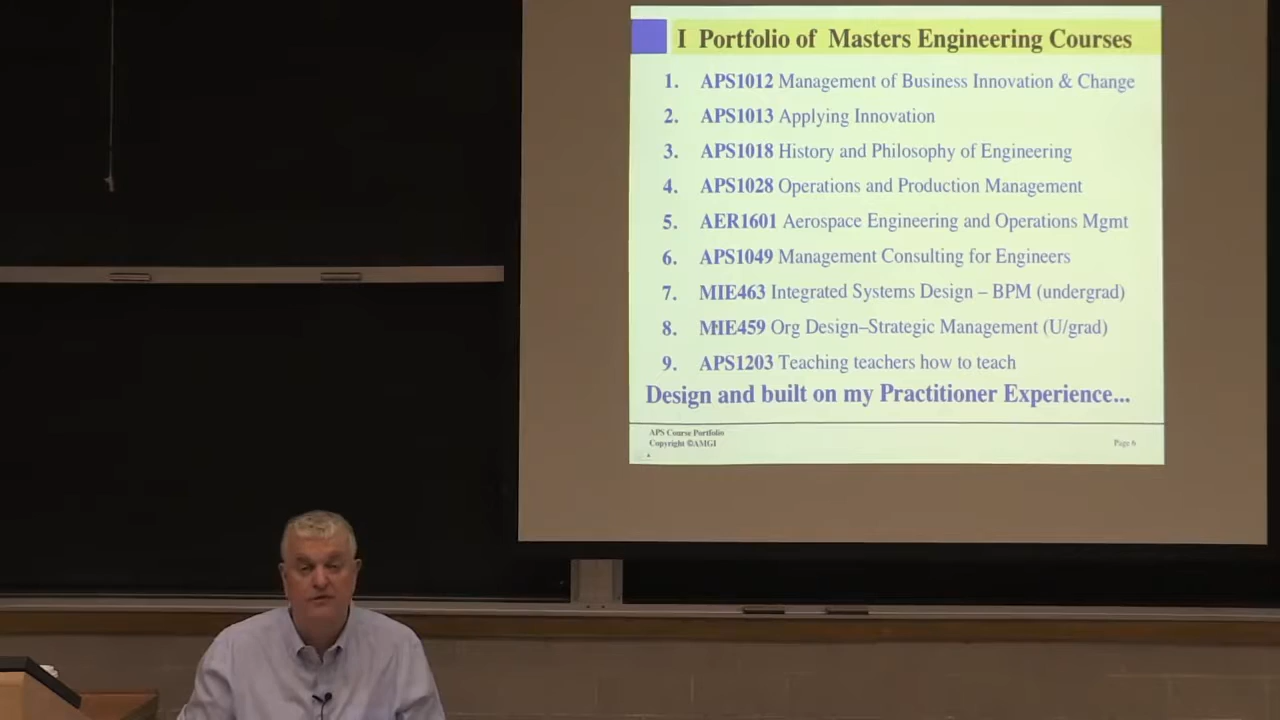 I Portfolio of Masters Engineering Courses
1. APS1012 Management of Business Innovation & Change
2. APS1013 Applying Innovation
3. APS1018 History and Philosophy of Engineering
4. APS1028 Operations and Production Management
5. AER1601 Aerospace Engineering and Operations Mgmt
6. APS1049 Management Consulting for Engineers
7. MIE463 Integrated Systems Design – BPM (undergrad)
8. MIE459 Org Design–Strategic Management (U/grad)
9. APS1203 Teaching teachers how to teach
Design and built on my Practitioner Experience...
APS Course Portfolio
Copyright ©AMGI
Page 6